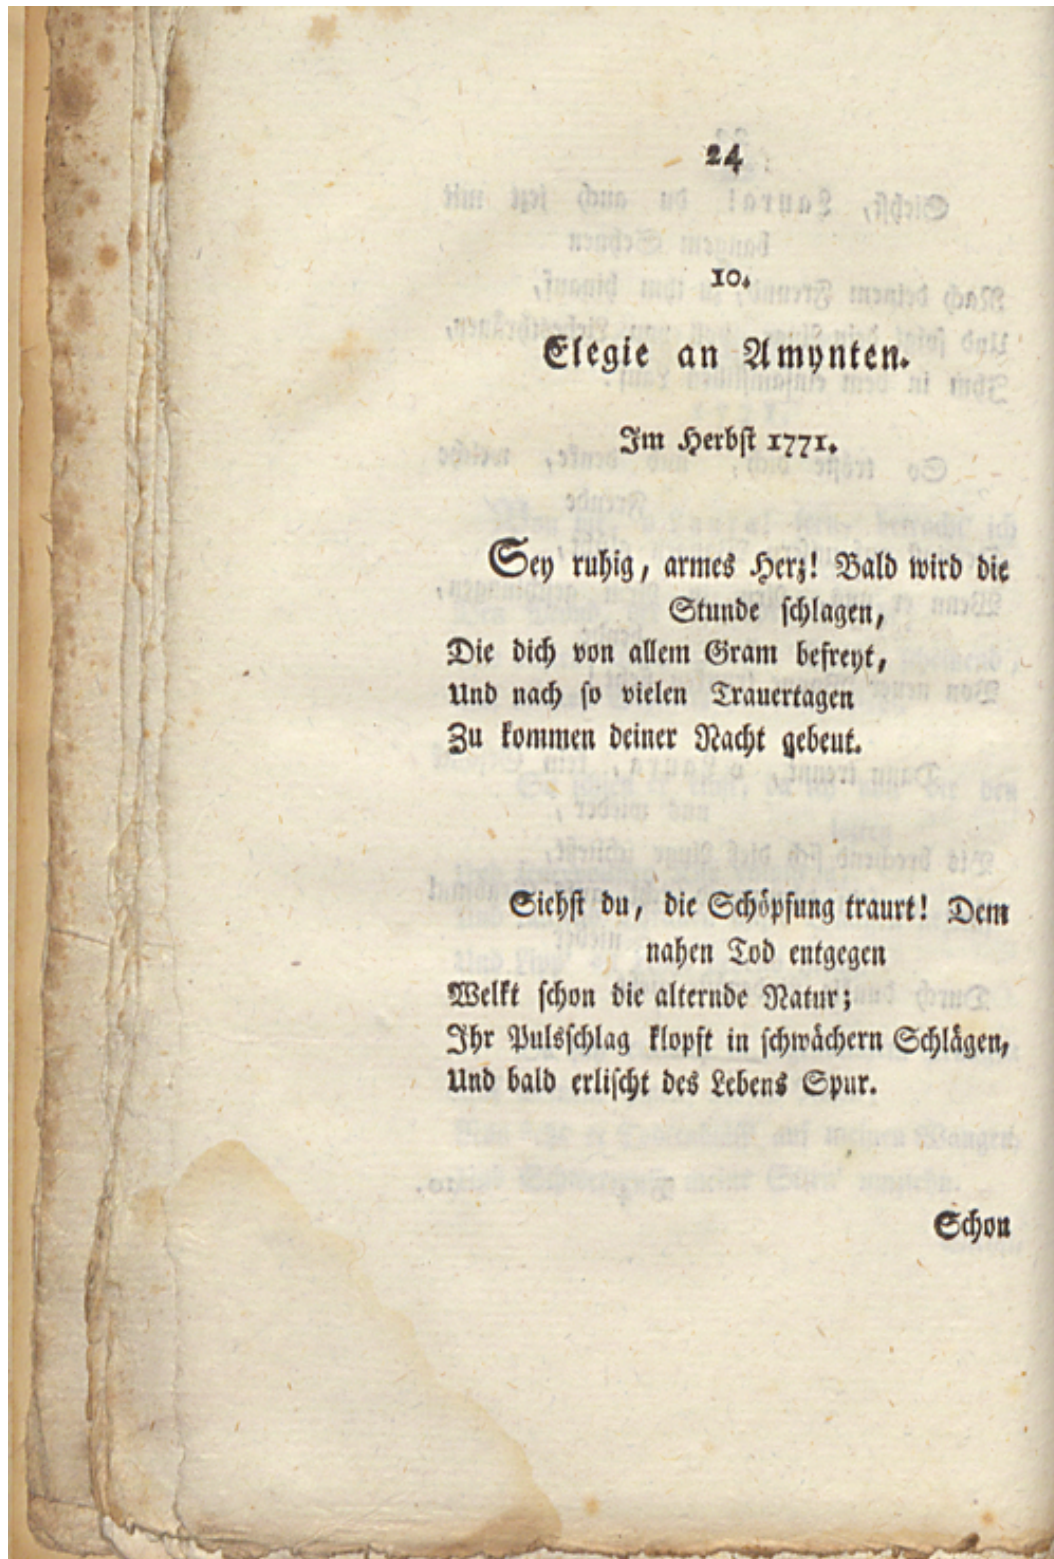 24
10.
Elegie an Amynten.
Im Herbſt 1771.
Sey ruhig, armes Herz! Bald wird die
Stunde ſchlagen,
Die dich von allem Gram befreyt,
Und nach ſo vielen Trauertagen
Zu kommen deiner Nacht gebeut.
Siehſt du, die Schöpfung traurt! Dem
nahen Tod entgegen
Welkt ſchon die alternde Natur;
Ihr Pulsſchlag klopft in ſchwächern Schlägen,
Und bald erliſcht des Lebens Spur.
Schon